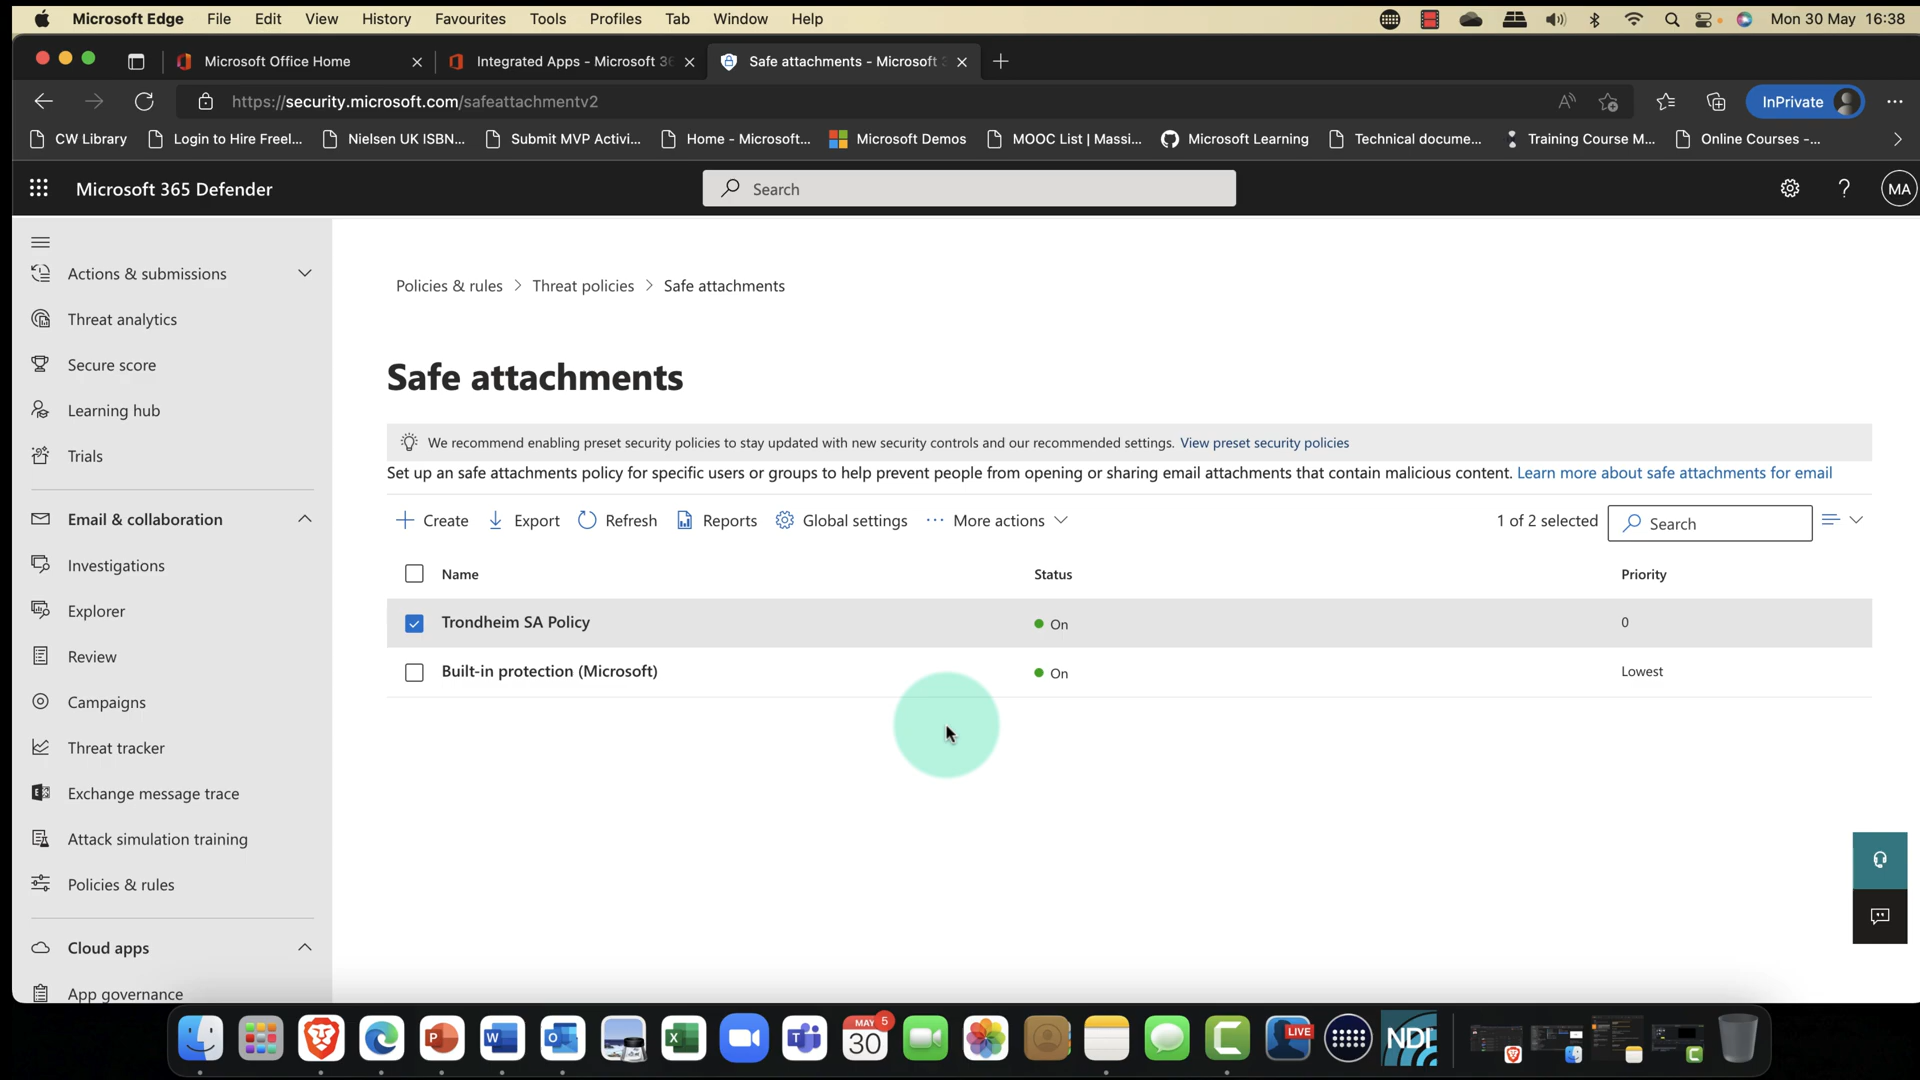 Microsoft Edge File Edit View History Favourites Tools Profiles Tab Window Help Mon 30 May 16:38
Microsoft Office Home Integrated Apps - Microsoft 36 Safe attachments - Microsoft 3
https://security.microsoft.com/safeattachmentv2 InPrivate
CW Library Login to Hire Freel... Nielsen UK ISBN... Submit MVP Activi... Home - Microsoft... Microsoft Demos MOOC List | Massi... Microsoft Learning Technical docume... Training Course M... Online Courses -...
Microsoft 365 Defender Search ? MA
Actions & submissions
Threat analytics
Secure score
Learning hub
Trials
Email & collaboration
Investigations
Explorer
Review
Campaigns
Threat tracker
Exchange message trace
Attack simulation training
Policies & rules
Cloud apps
App governance
Policies & rules > Threat policies > Safe attachments
Safe attachments
We recommend enabling preset security policies to stay updated with new security controls and our recommended settings. View preset security policies
Set up an safe attachments policy for specific users or groups to help prevent people from opening or sharing email attachments that contain malicious content. Learn more about safe attachments for email
Create Export Refresh Reports Global settings More actions 1 of 2 selected Search
Name Status Priority
Trondheim SA Policy On 0
Built-in protection (Microsoft) On Lowest
MAY 5
30
LIVE
NDI